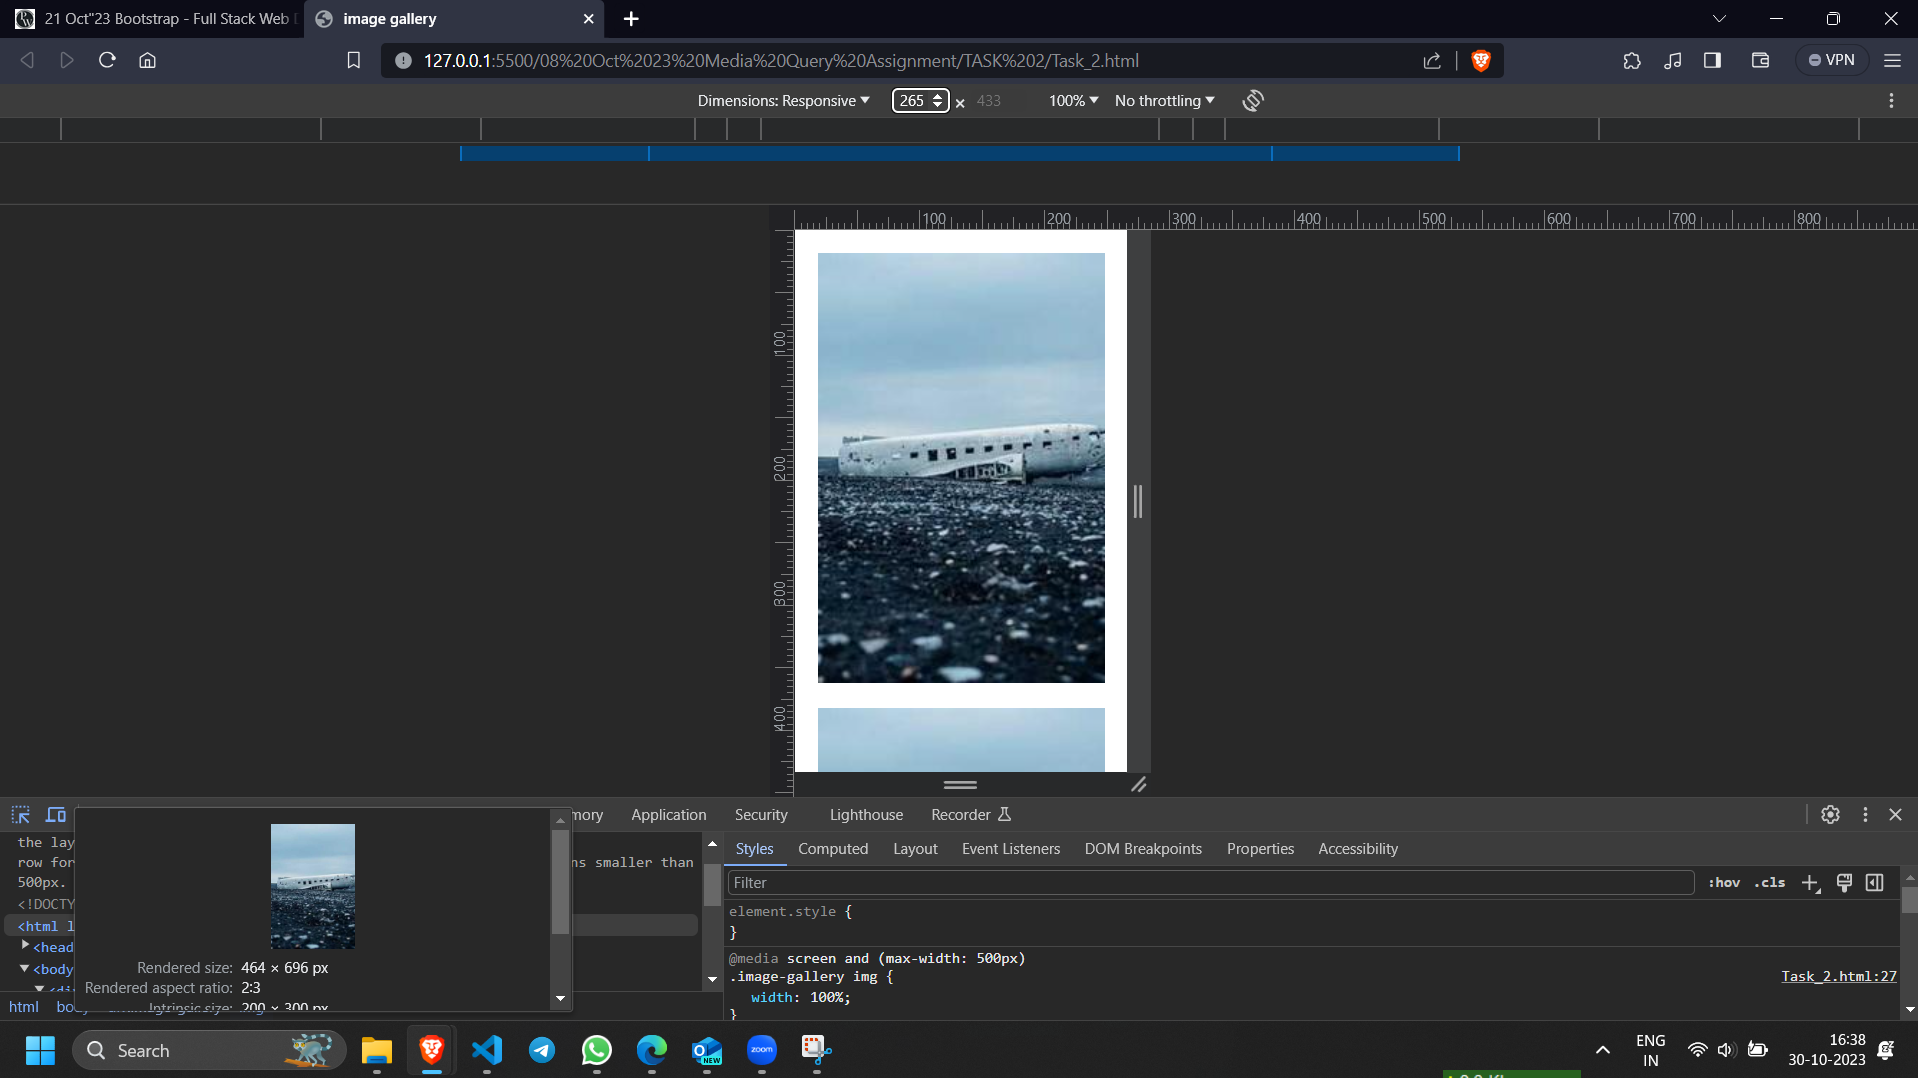 21 Oct"23 Bootstrap - Full Stack Web
image gallery
127.0.0.1:5500/08%20Oct%2023%20Media%20Query%20Assignment/TASK%202/Task_2.html
VPN
Dimensions: Responsive
265
×
433
100%
No throttling
100
200
300
400
500
600
700
800
100
200
300
400
Application
Security
Lighthouse
Recorder
the lay
row for
ns smaller than
500px.
<!DOCTY
<html l
<head
<body
<di
html
Rendered size: 464 × 696 px
Rendered aspect ratio: 2:3
Intrinsic size: 200 × 300 px
Styles
Computed
Layout
Event Listeners
DOM Breakpoints
Properties
Accessibility
Filter
:hov
.cls
element.style {
}
@media screen and (max-width: 500px)
.image-gallery img {
Task_2.html:27
width: 100%;
}
Search
NEW
zoom
ENG
IN
16:38
30-10-2023